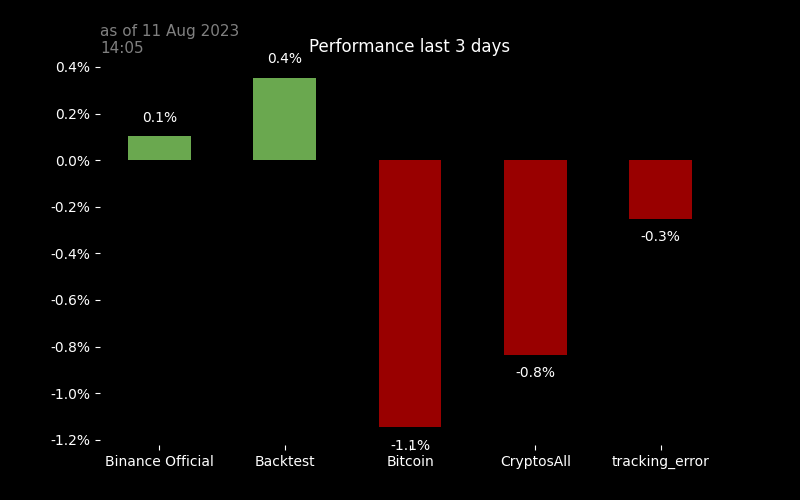 as of 11 Aug 2023
14:05
Performance last 3 days
0.4%
0.2%
0.0%
-0.2%
-0.4%
-0.6%
-0.8%
-1.0%
-1.2%
0.1%
0.4%
-1.1%
-0.8%
-0.3%
Binance Official
Backtest
Bitcoin
CryptosAll
tracking_error